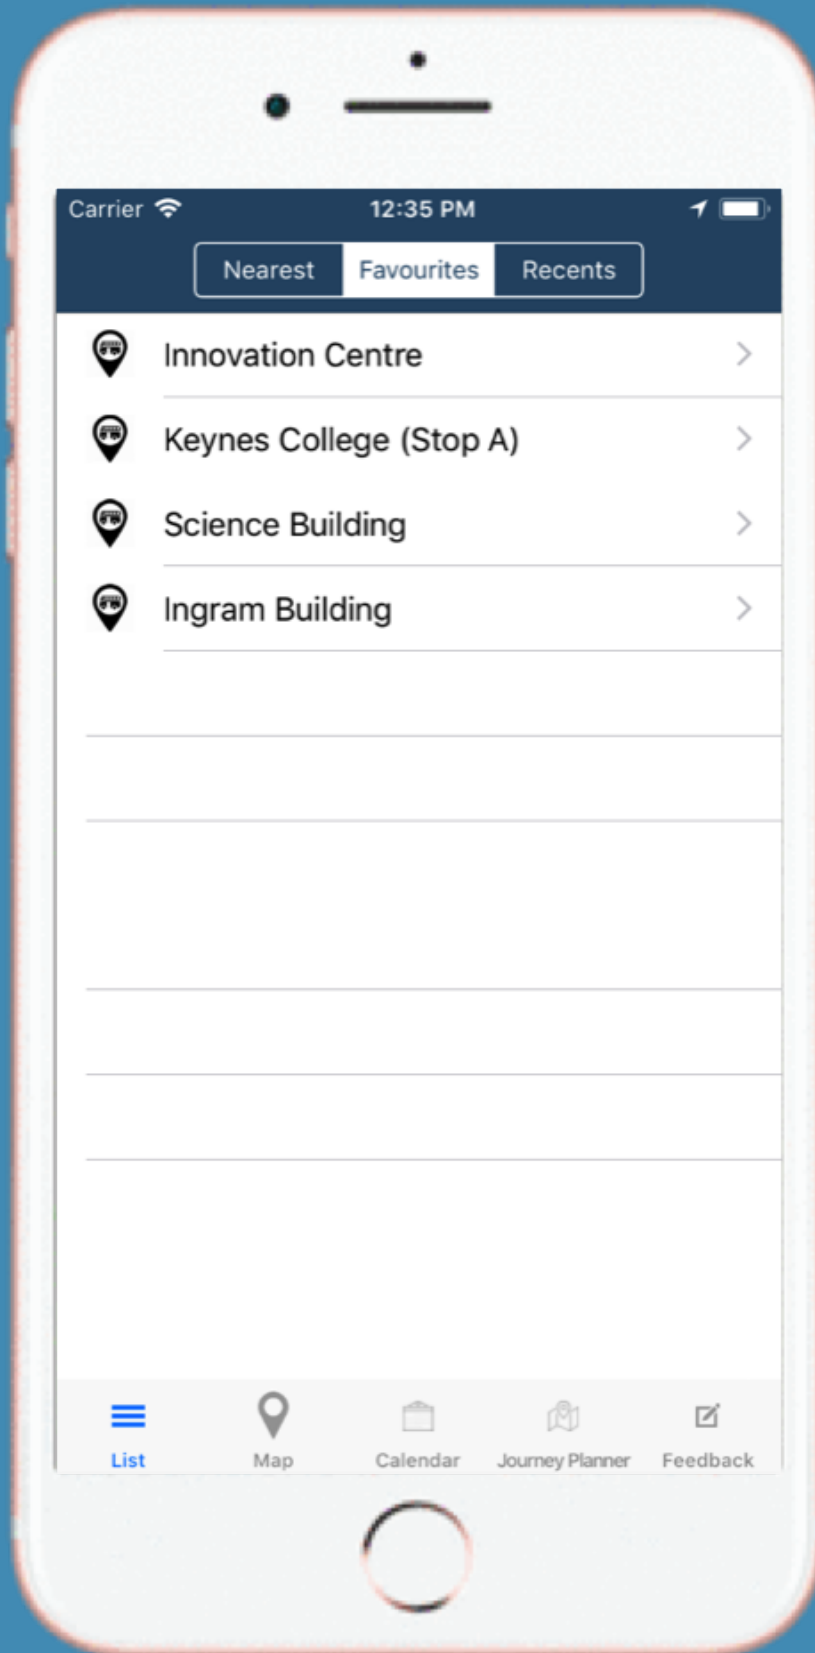 Carrier 12:35 PM
Nearest Favourites Recents
Innovation Centre
Keynes College (Stop A)
Science Building
Ingram Building
List Map Calendar Journey Planner Feedback